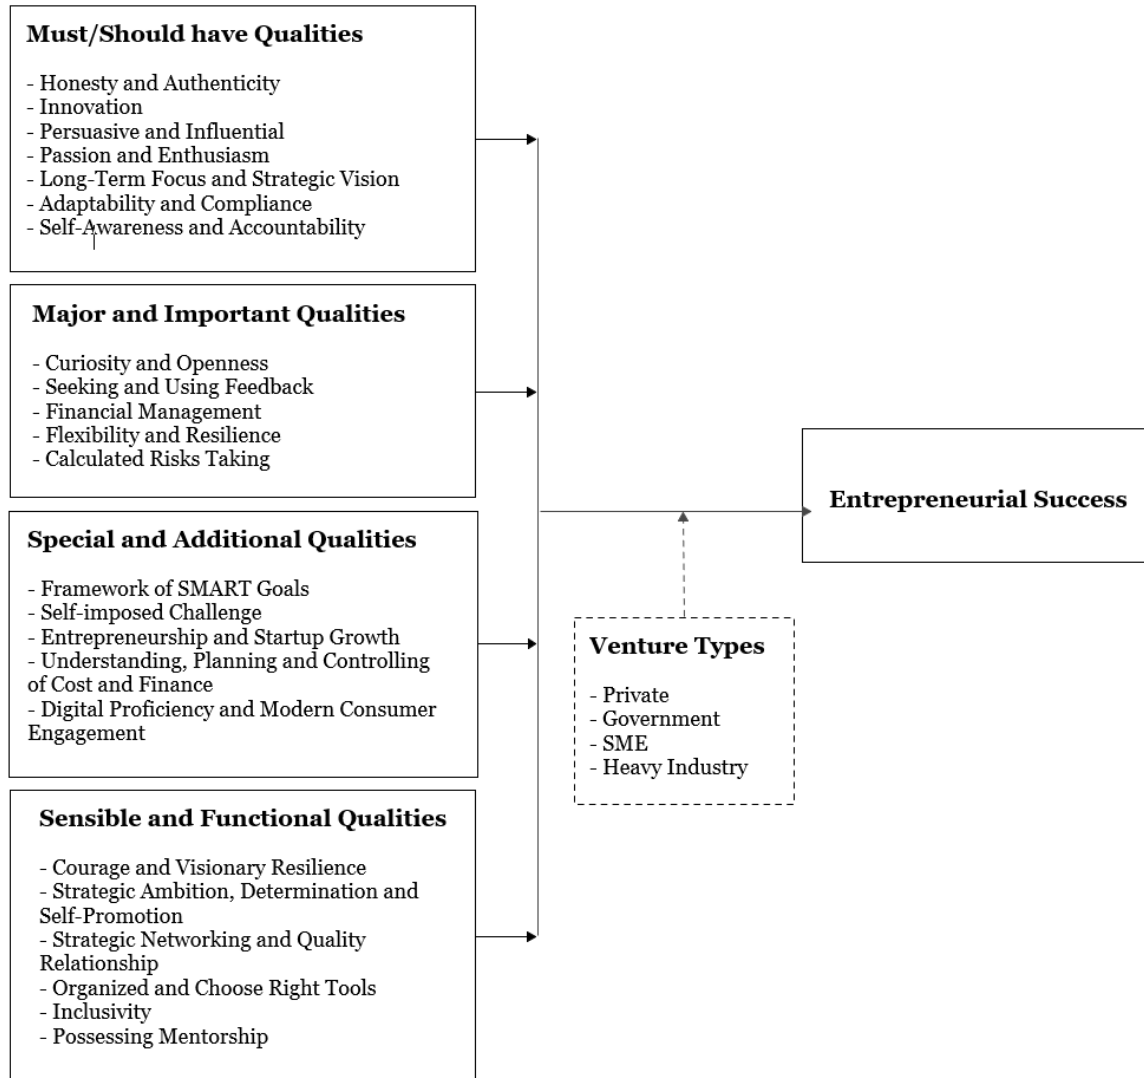 Must/Should have Qualities
- Honesty and Authenticity
- Innovation
- Persuasive and Influential
- Passion and Enthusiasm
- Long-Term Focus and Strategic Vision
- Adaptability and Compliance
- Self-Awareness and Accountability
Major and Important Qualities
- Curiosity and Openness
- Seeking and Using Feedback
- Financial Management
- Flexibility and Resilience
- Calculated Risks Taking
Special and Additional Qualities
- Framework of SMART Goals
- Self-imposed Challenge
- Entrepreneurship and Startup Growth
- Understanding, Planning and Controlling
of Cost and Finance
- Digital Proficiency and Modern Consumer
Engagement
Sensible and Functional Qualities
- Courage and Visionary Resilience
- Strategic Ambition, Determination and
Self-Promotion
- Strategic Networking and Quality
Relationship
- Organized and Choose Right Tools
- Inclusivity
- Possessing Mentorship
Venture Types
- Private
- Government
- SME
- Heavy Industry
Entrepreneurial Success